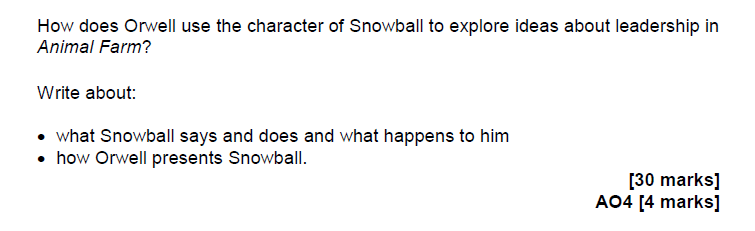 How does Orwell use the character of Snowball to explore ideas about leadership in
Animal Farm?
Write about:
• what Snowball says and does and what happens to him
• how Orwell presents Snowball.
[30 marks]
AO4 [4 marks]